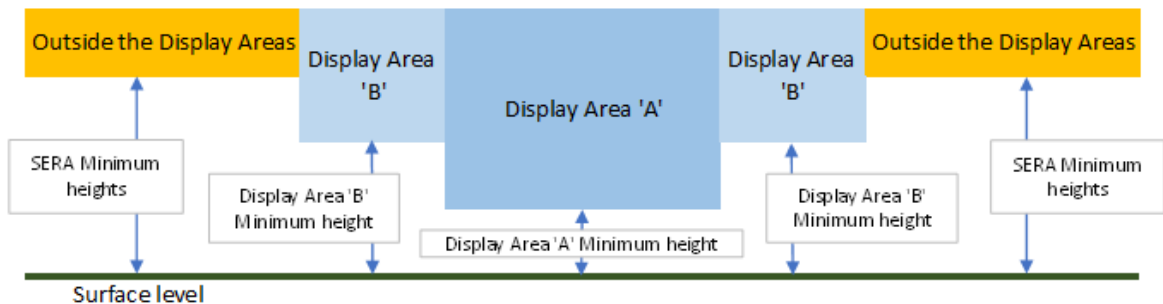 Outside the Display Areas
Display Area
'B'
Display Area 'A'
Display Area
'B'
Outside the Display Areas
SERA Minimum
heights
Display Area 'B'
Minimum height
Display Area 'A' Minimum height
Display Area 'B'
Minimum height
SERA Minimum
heights
Surface level